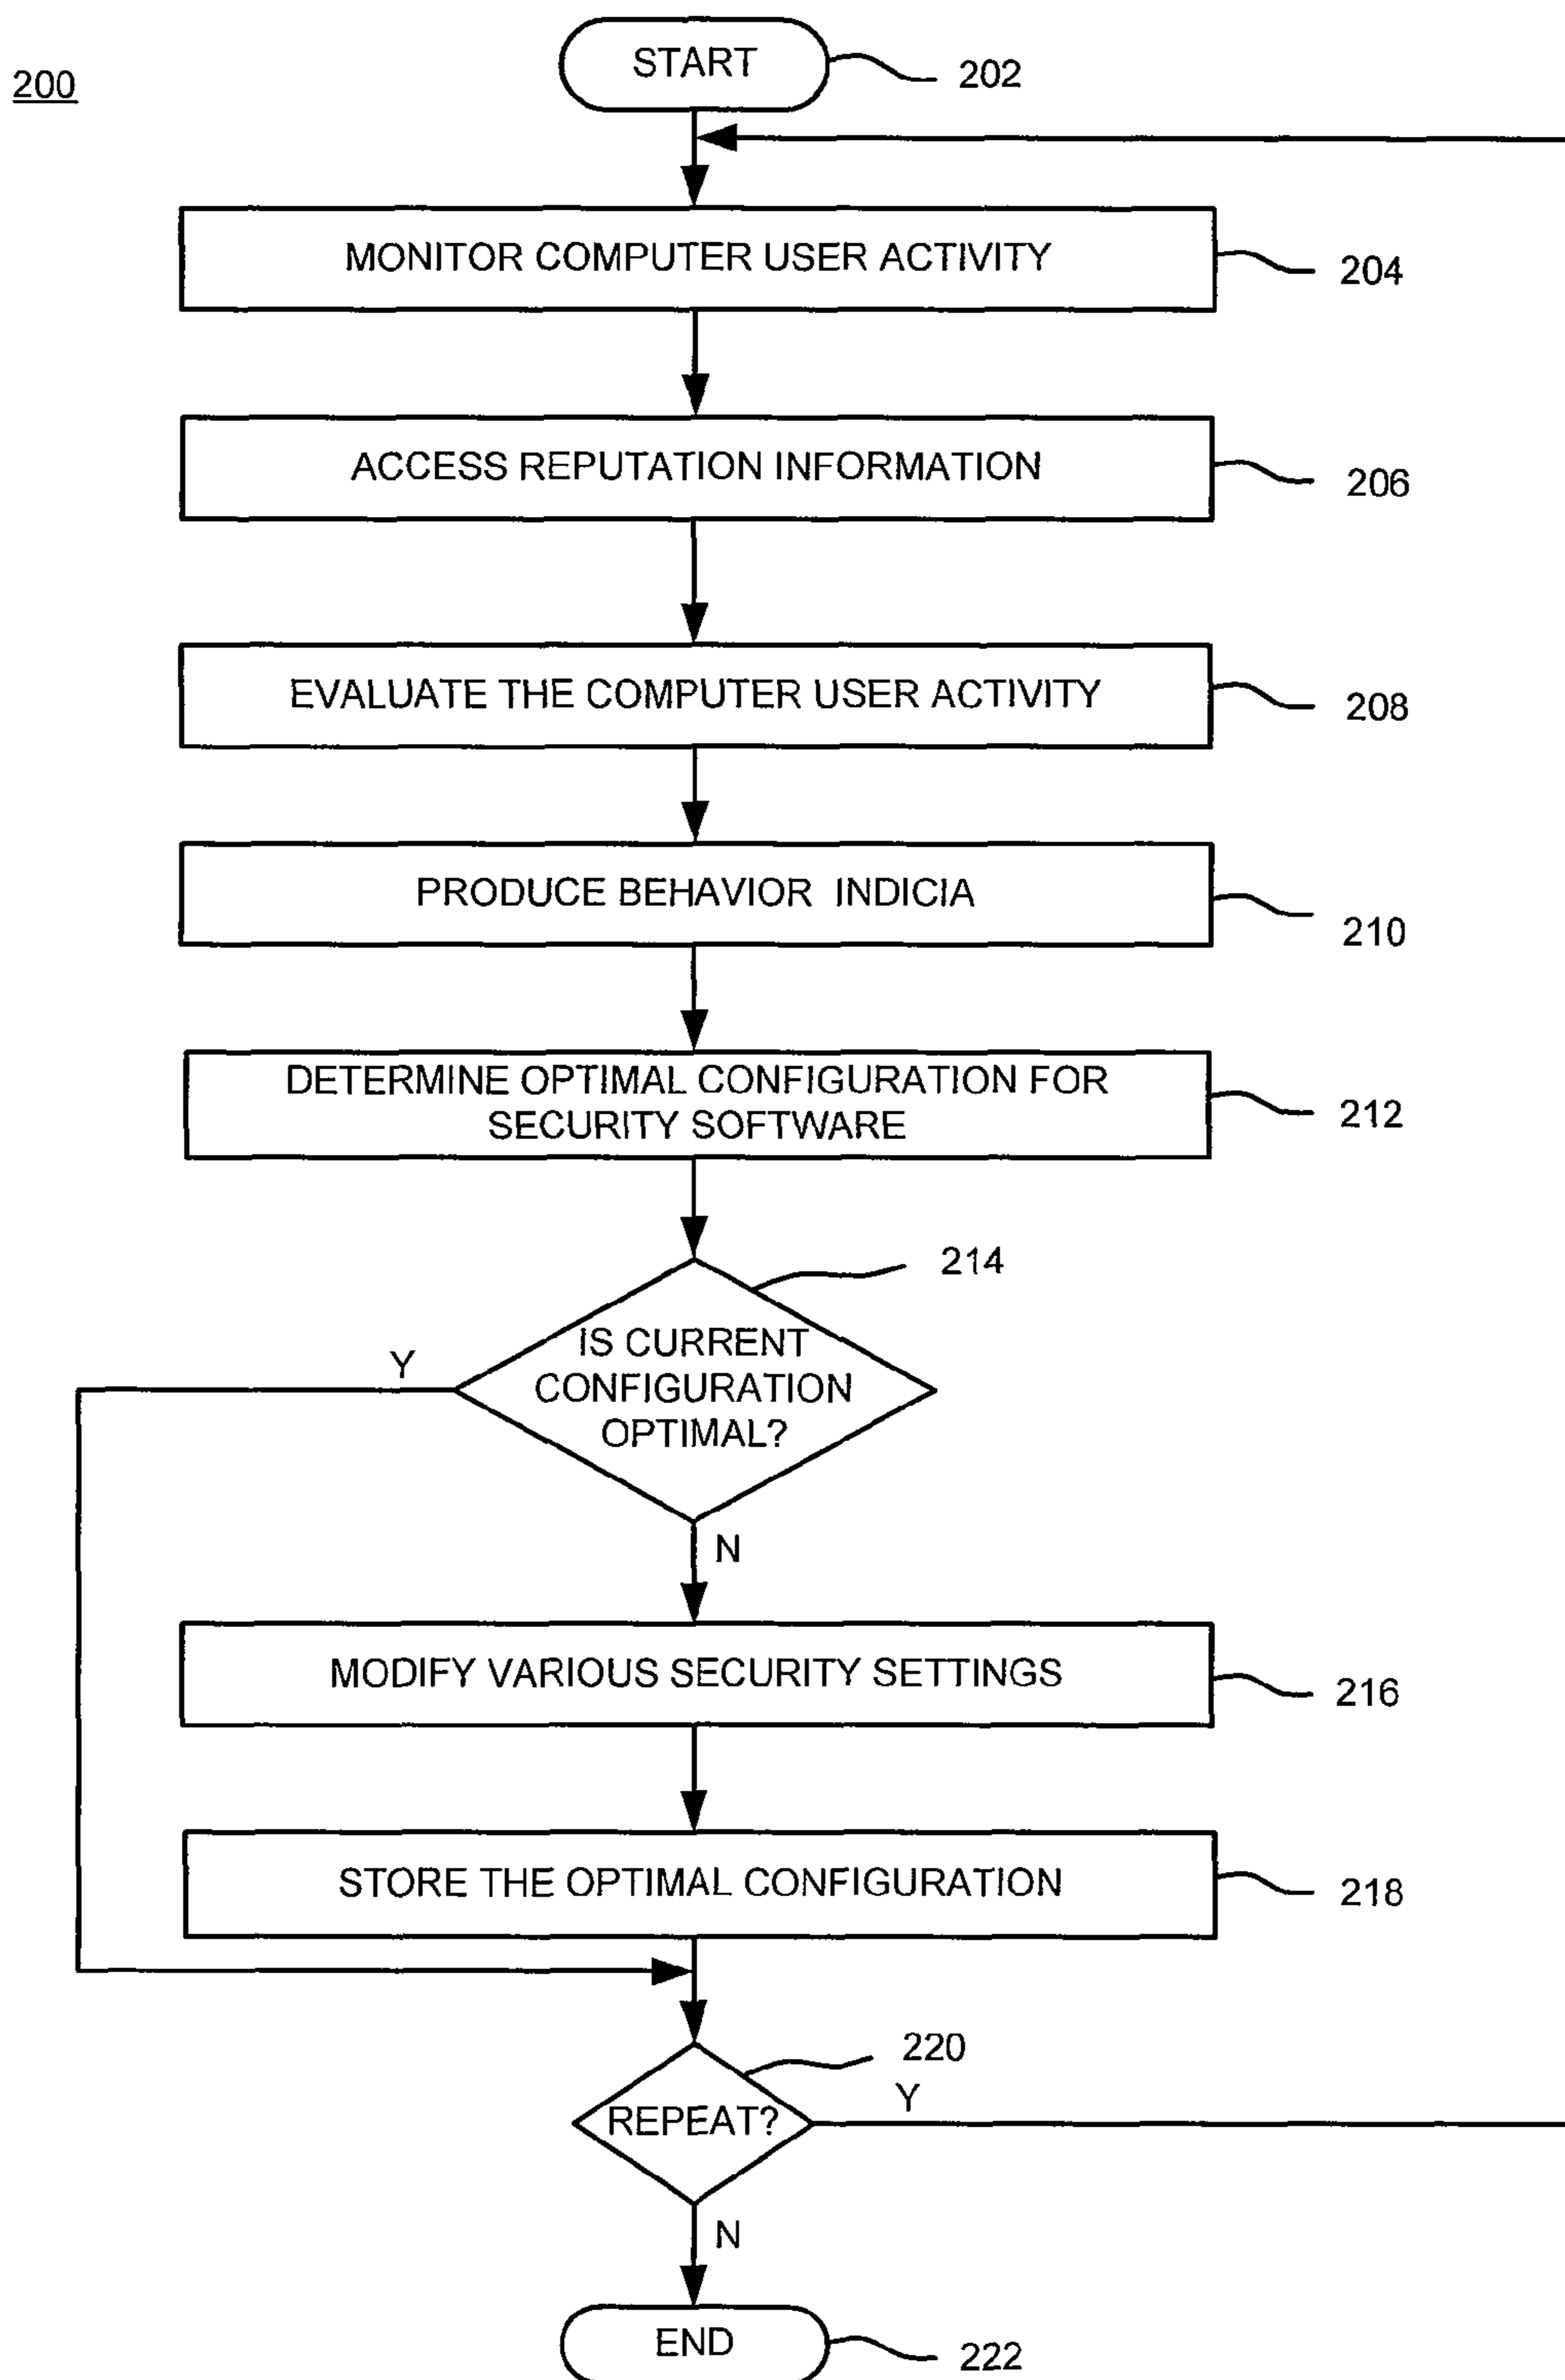 200
START
202
MONITOR COMPUTER USER ACTIVITY
204
ACCESS REPUTATION INFORMATION
206
EVALUATE THE COMPUTER USER ACTIVITY
208
PRODUCE BEHAVIOR INDICIA
210
DETERMINE OPTIMAL CONFIGURATION FOR
SECURITY SOFTWARE
212
214
IS CURRENT
CONFIGURATION
OPTIMAL?
Y
N
MODIFY VARIOUS SECURITY SETTINGS
216
STORE THE OPTIMAL CONFIGURATION
218
220
REPEAT?
Y
N
END
222